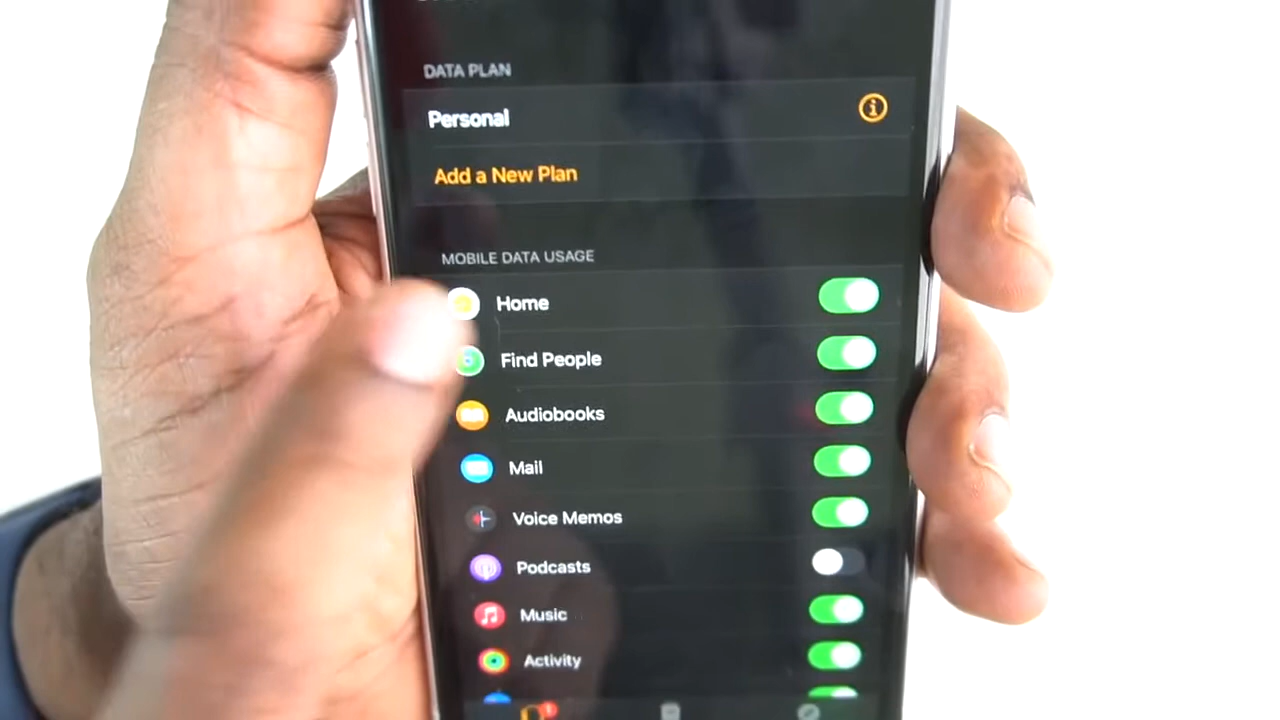 DATA PLAN
Personal
Add a New Plan
MOBILE DATA USAGE
Home
Find People
Audiobooks
Mail
Voice Memos
Podcasts
Music
Activity